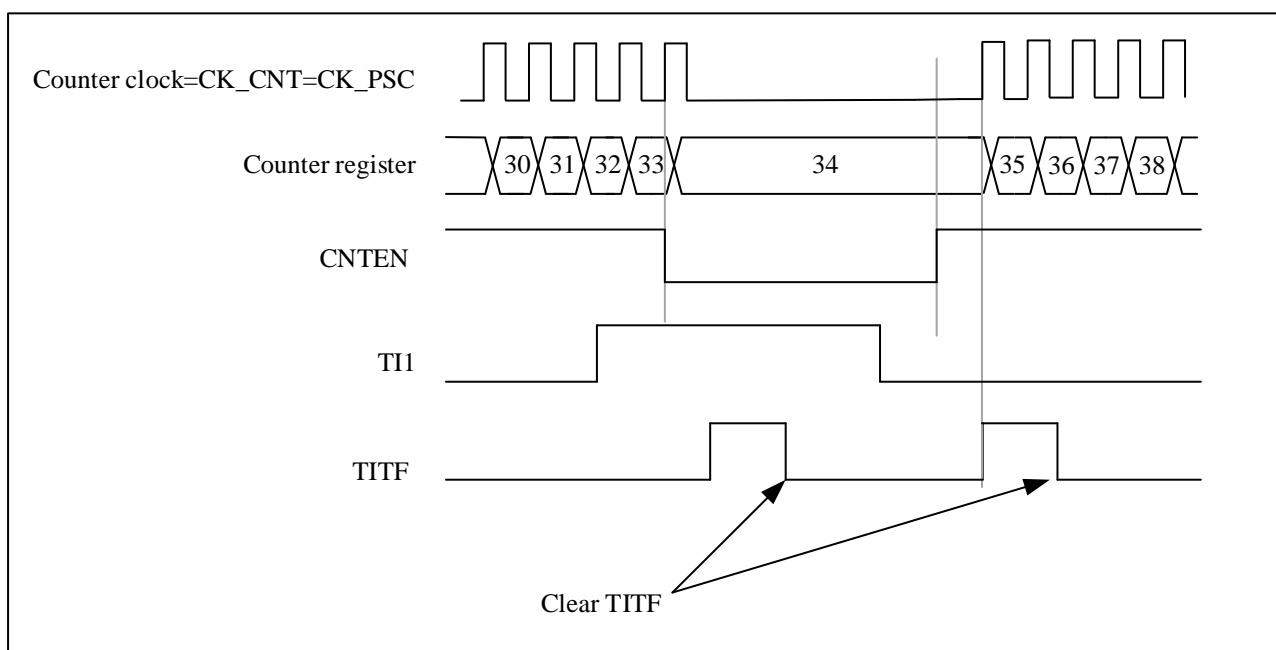 Counter clock=CK_CNT=CK_PSC
Counter register 30 31 32 33 34 35 36 37 38
CNTEN
TI1
TITF
Clear TITF